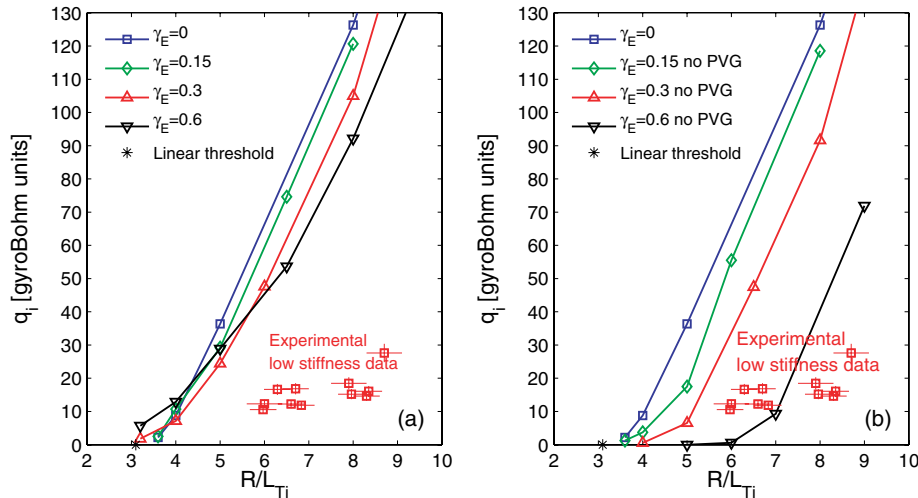 130
120
110
100
90
80
70
60
50
40
30
20
10
0
q_i [gyroBohm units]
γ_E=0
γ_E=0.15
γ_E=0.3
γ_E=0.6
Linear threshold
Experimental
low stiffness data
(a)
2 3 4 5 6 7 8 9 10
R/L_Ti
130
120
110
100
90
80
70
60
50
40
30
20
10
0
q_i [gyroBohm units]
γ_E=0
γ_E=0.15 no PVG
γ_E=0.3 no PVG
γ_E=0.6 no PVG
Linear threshold
Experimental
low stiffness data
(b)
2 3 4 5 6 7 8 9 10
R/L_Ti